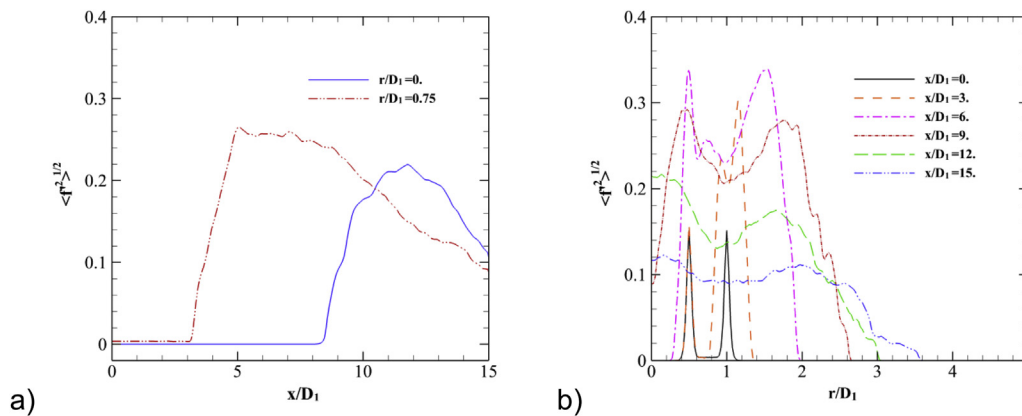 0.4
0.3
0.2
0.1
0
<f'²>¹/²
r/D₁=0.
r/D₁=0.75
0
5
10
15
x/D₁
a)
0.4
0.3
0.2
0.1
0
<f'²>¹/²
x/D₁=0.
x/D₁=3.
x/D₁=6.
x/D₁=9.
x/D₁=12.
x/D₁=15.
0
1
2
3
4
r/D₁
b)